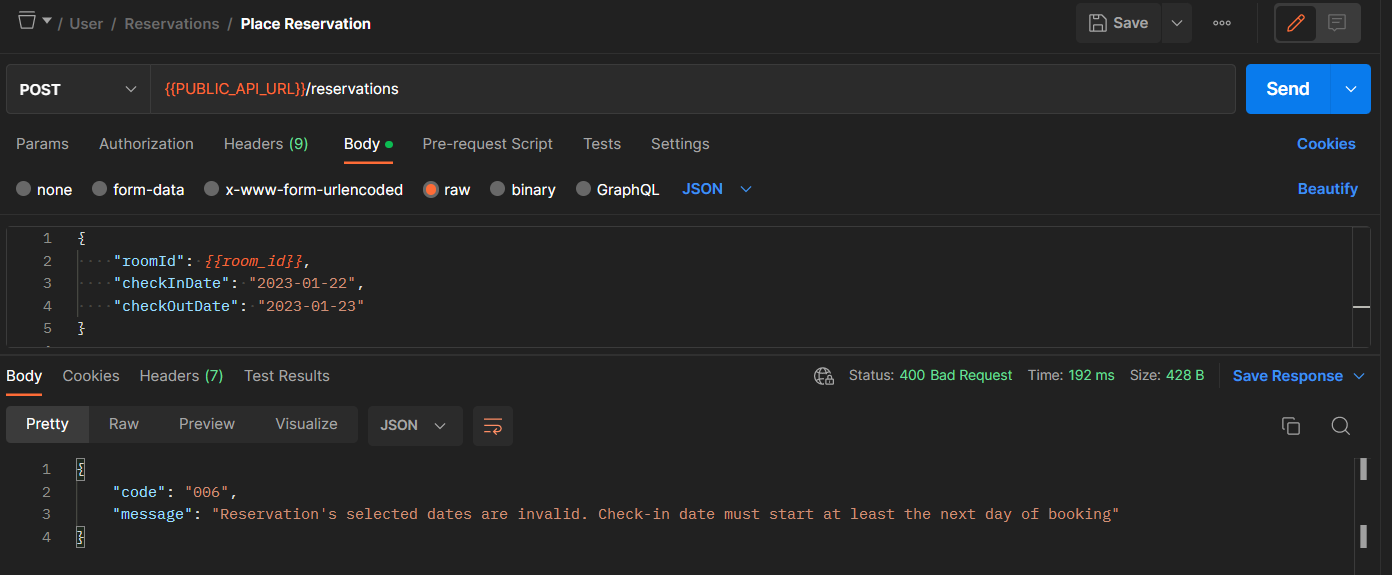 / User / Reservations / Place Reservation
Save
POST
{{PUBLIC_API_URL}}/reservations
Send
Params Authorization Headers (9) Body Pre-request Script Tests Settings Cookies
none form-data x-www-form-urlencoded raw binary GraphQL JSON Beautify
1 {
2 "roomId": {{room_id}},
3 "checkInDate": "2023-01-22",
4 "checkOutDate": "2023-01-23"
5 }
Body Cookies Headers (7) Test Results Status: 400 Bad Request Time: 192 ms Size: 428 B Save Response
Pretty Raw Preview Visualize JSON
1 {
2 "code": "006",
3 "message": "Reservation's selected dates are invalid. Check-in date must start at least the next day of booking"
4 }